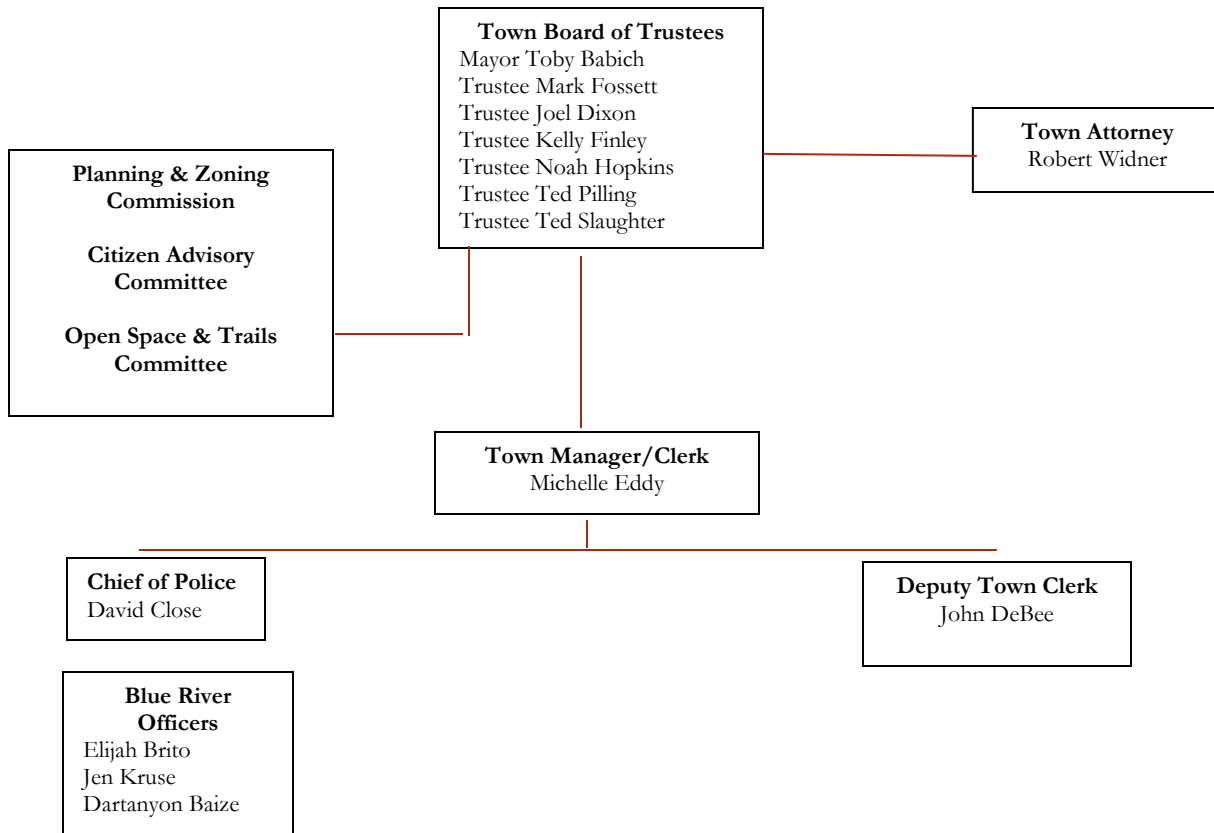 Town Board of Trustees
Mayor Toby Babich
Trustee Mark Fossett
Trustee Joel Dixon
Trustee Kelly Finley
Trustee Noah Hopkins
Trustee Ted Pilling
Trustee Ted Slaughter
Town Attorney
Robert Widner
Planning & Zoning
Commission
Citizen Advisory
Committee
Open Space & Trails
Committee
Town Manager/Clerk
Michelle Eddy
Chief of Police
David Close
Deputy Town Clerk
John DeBee
Blue River
Officers
Elijah Brito
Jen Kruse
Dartanyon Baize